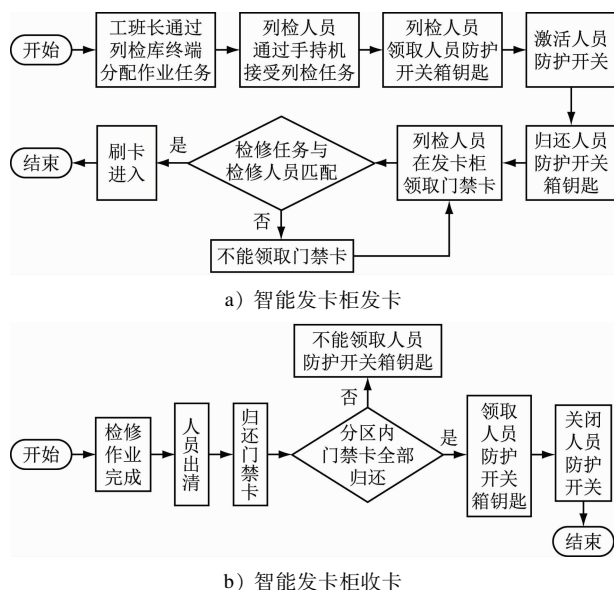 开始
工班长通过
列检库终端
分配作业任务
列检人员
通过手持机
接受列检任务
列检人员
领取人员防护
开关箱钥匙
激活人员
防护开关
归还人员
防护开关
箱钥匙
列检人员
在发卡柜
领取门禁卡
检修任务与
检修人员匹配
是
刷卡
进入
结束
否
不能领取门禁卡
a）智能发卡柜发卡
不能领取人员
防护开关箱钥匙
否
开始
检修
作业
完成
人员出清
归还门禁卡
分区内
门禁卡全部
归还
是
领取
人员
防护
开关
箱钥匙
关闭
人员
防护
开关
结束
b）智能发卡柜收卡